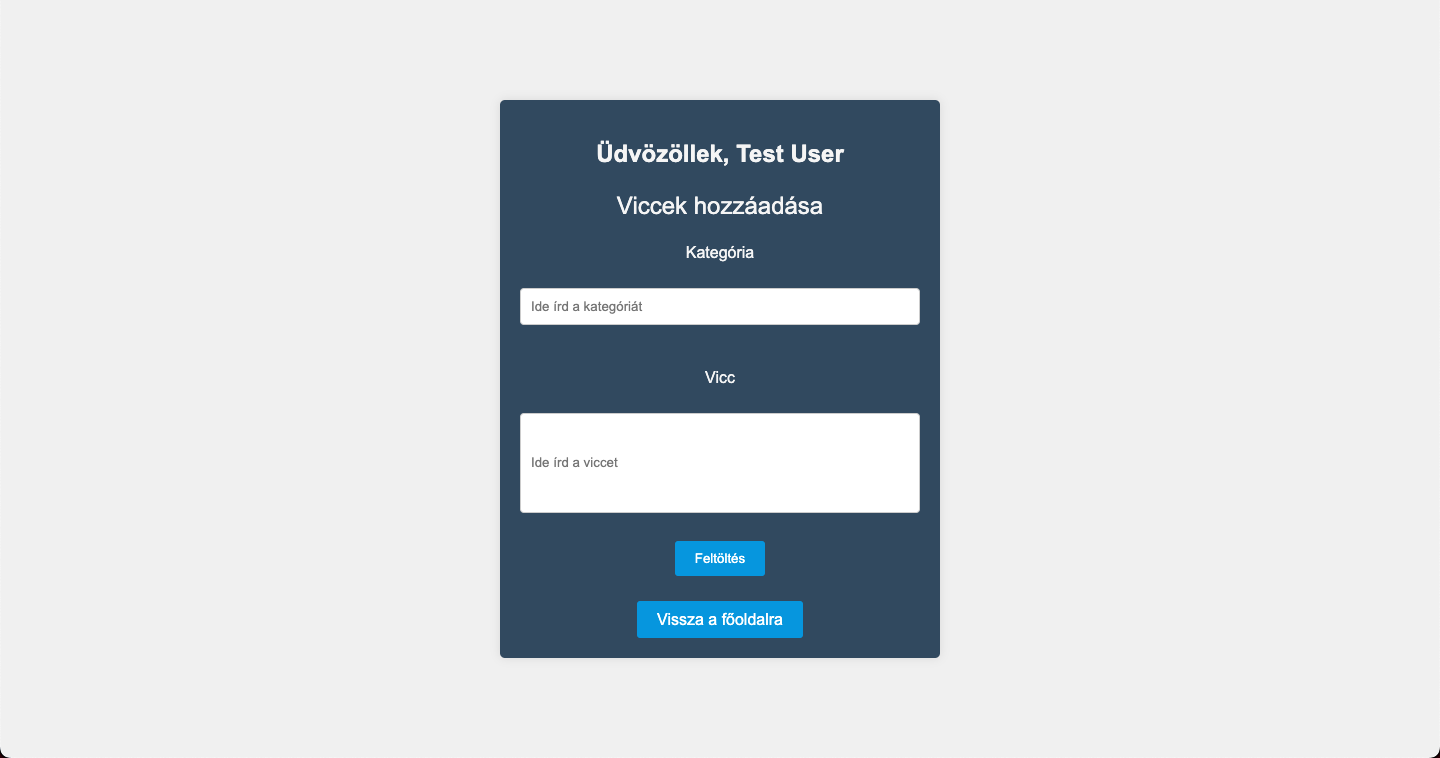 Üdvözöllek, Test User
Viccek hozzáadása
Kategória
Ide írd a kategóriát
Vicc
Ide írd a viccet
Feltöltés
Vissza a főoldalra